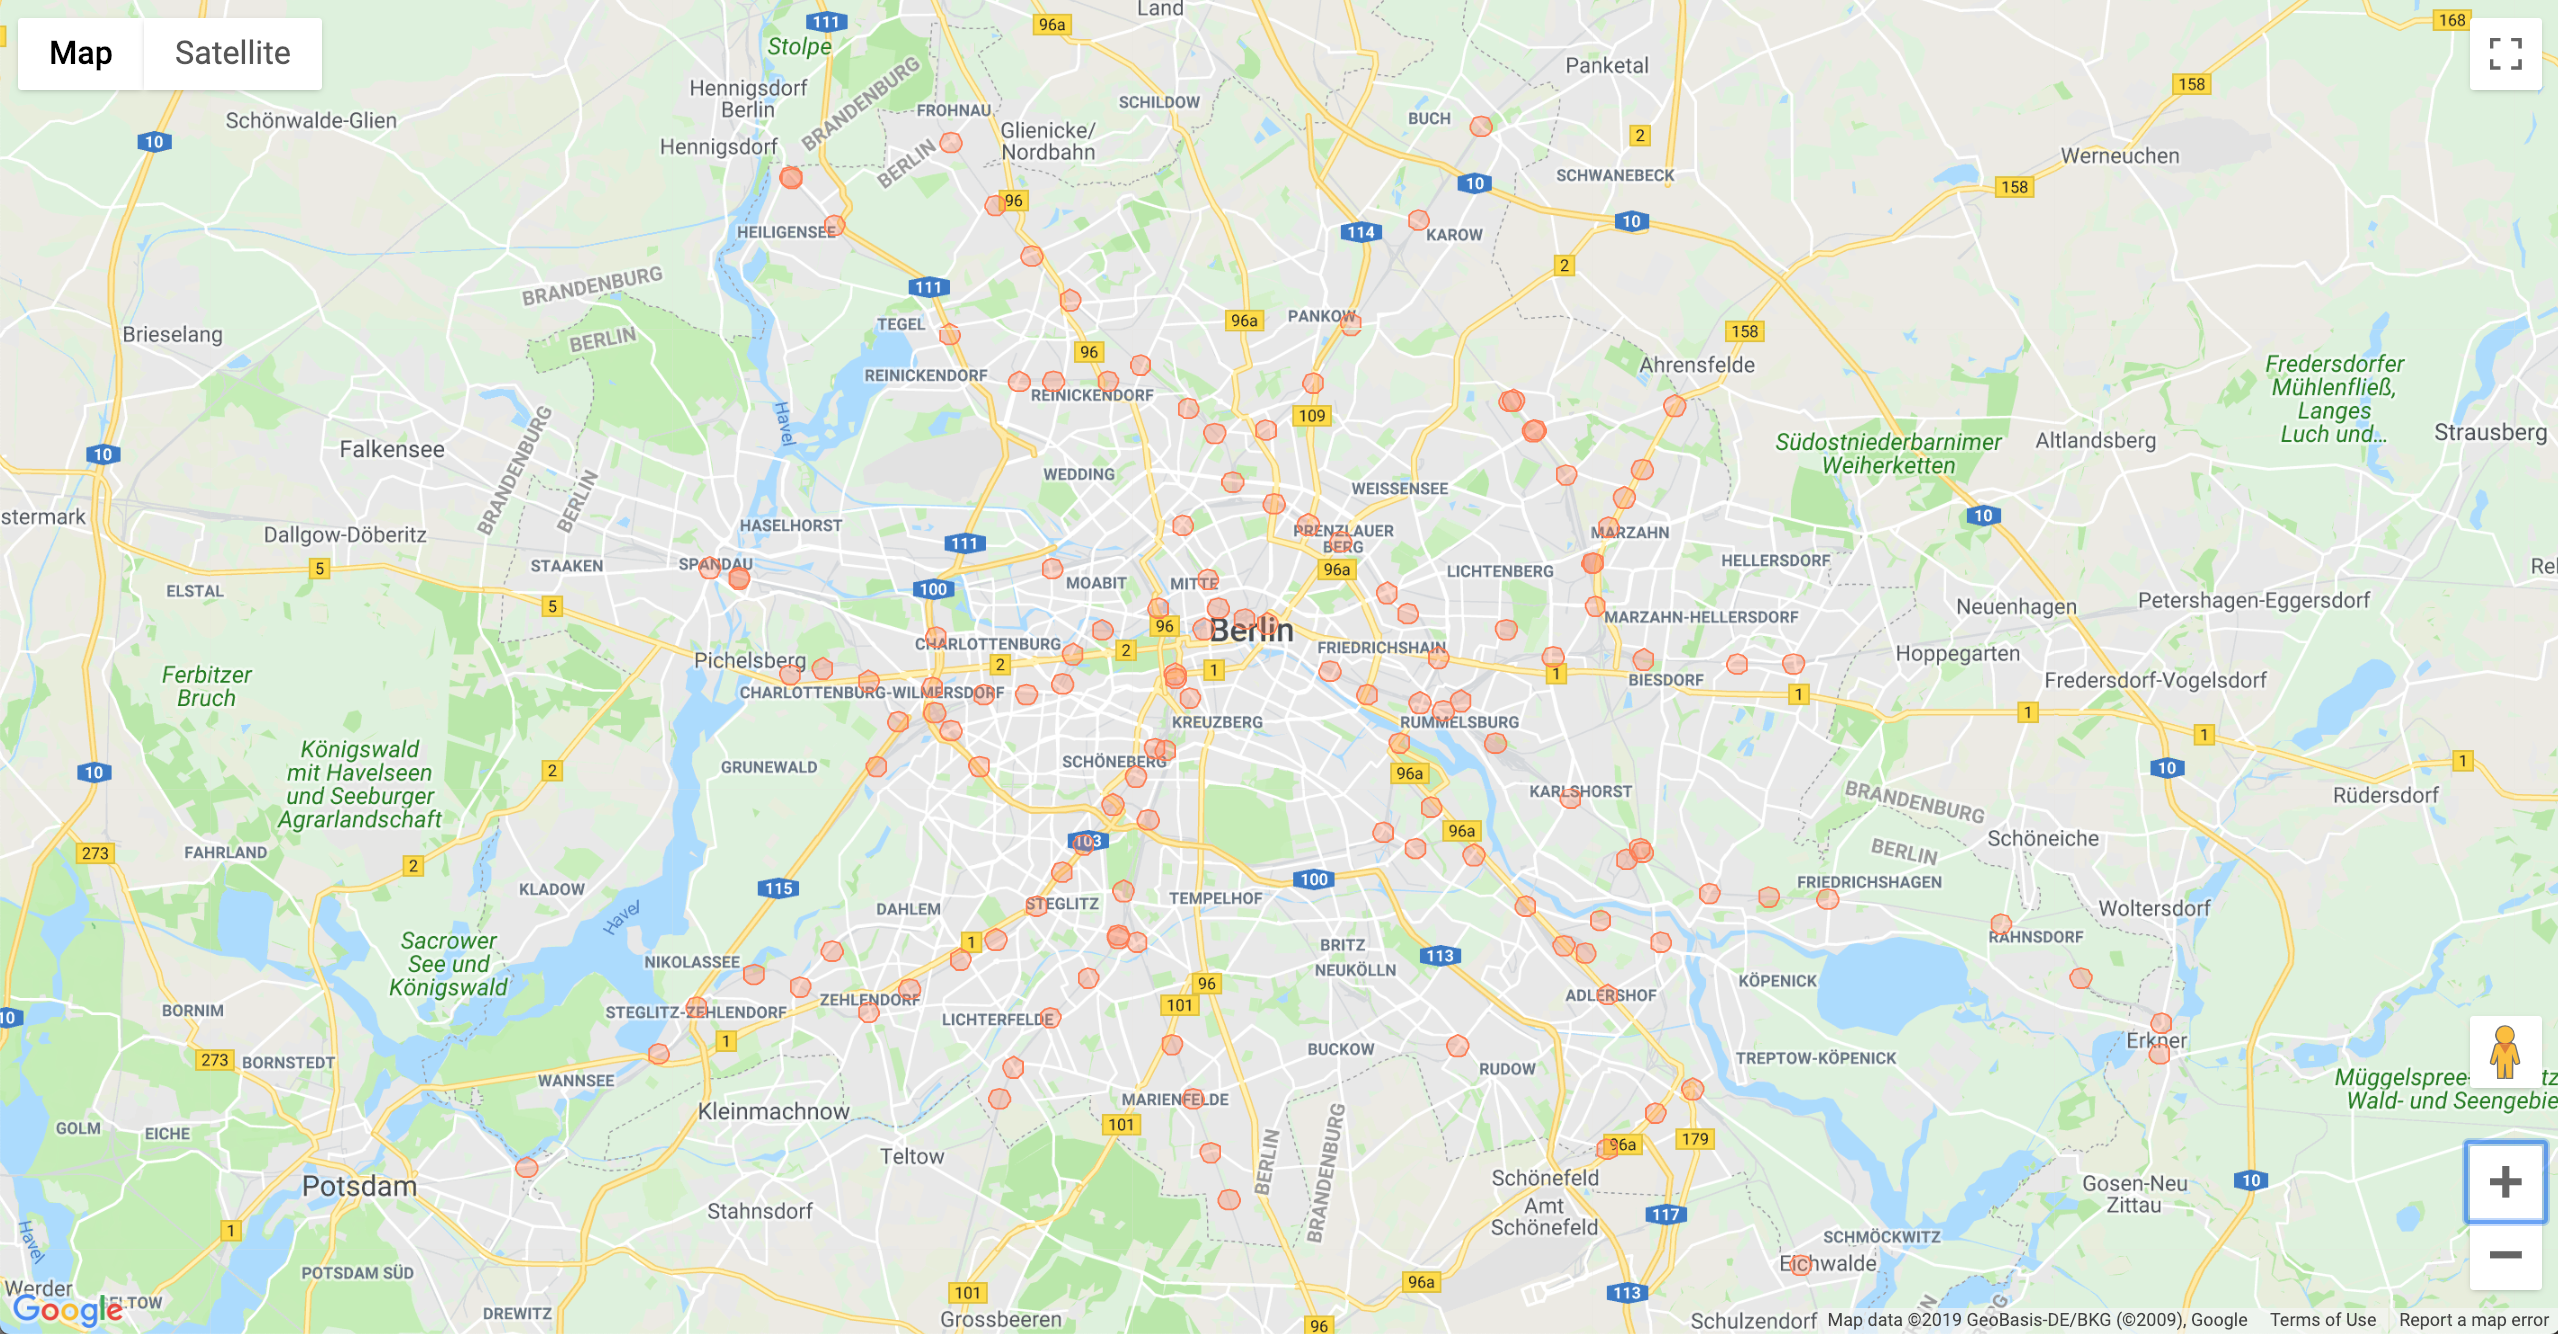 Map
Satellite
111
Stolpe
96a
Land
168
Panketal
158
Hennigsdorf
Berlin
BRANDENBURG
FROHNAU
SCHILDOW
BUCH
Schönwalde-Glien
10
Hennigsdorf
BERLIN
Glienicke/
Nordbahn
2
Werneuchen
SCHWANEBECK
10
158
96
HEILIGENSEE
114
KAROW
10
2
BRANDENBURG
111
BERLIN
Brieselang
TEGEL
96a
PANKOW
158
96
REINICKENDORF
REINICKENDORF
Ahrensfelde
Fredersdorfer
Mühlenfließ,
Langes
Luch und...
Havel
109
Falkensee
10
BRANDENBURG
BERLIN
Südostniederbarnimer
Weiherketten
Altlandsberg
Strausberg
WEDDING
WEISSENSEE
stermark
Dallgow-Döberitz
HASELHORST
111
PRENZLAUER
BERG
MARZAHN
10
5
STAAKEN
SPANDAU
100
MOABIT
MITTE
96a
LICHTENBERG
HELLERSDORF
Rel
ELSTAL
5
96
Berlin
MARZAHN-HELLERSDORF
Neuenhagen
Petershagen-Eggersdorf
Pichelsberg
CHARLOTTENBURG
2
2
1
FRIEDRICHSHAIN
1
BIESDORF
Hoppegarten
Fredersdorf-Vogelsdorf
Ferbitzer
Bruch
CHARLOTTENBURG-WILMERSDORF
1
1
KREUZBERG
RUMMELSBURG
1
Königswald
mit Havelseen
und Seeburger
Agrarlandschaft
10
2
GRUNEWALD
SCHÖNEBERG
96a
10
1
KARLSHORST
BRANDENBURG
Rüdersdorf
273
FAHRLAND
2
103
96a
BERLIN
Schöneiche
KLADOW
115
100
FRIEDRICHSHAGEN
Havel
DAHLEM
STEGLITZ
TEMPELHOF
Woltersdorf
Sacrower
See und
Königswald
NIKOLASSEE
1
BRITZ
NEUKÖLLN
113
RAHNSDORF
KÖPENICK
10
BORNIM
STEGLITZ-ZEHLENDORF
ZEHLENDORF
LICHTERFELDE
96
101
ADLERSHOF
273
BORNSTEDT
1
WANNSEE
BUCKOW
RUDOW
TREPTOW-KÖPENICK
Erkner
Kleinmachnow
MARIENFELDE
Müggelspree-
tz
Wald- und Seengebie
GOLM
EICHE
101
96a
179
Teltow
BERLIN
BRANDENBURG
Potsdam
Stahnsdorf
Schönefeld
Amt
Schönefeld
117
Gosen-Neu
Zittau
10
1
Havel
SCHMÖCKWITZ
Eichwalde
POTSDAM SÜD
Werder
101
96a
113
Google
DREWITZ
Grossbeeren
96
Schulzendorf
Map data ©2019 GeoBasis-DE/BKG (©2009), Google
Terms of Use
Report a map error